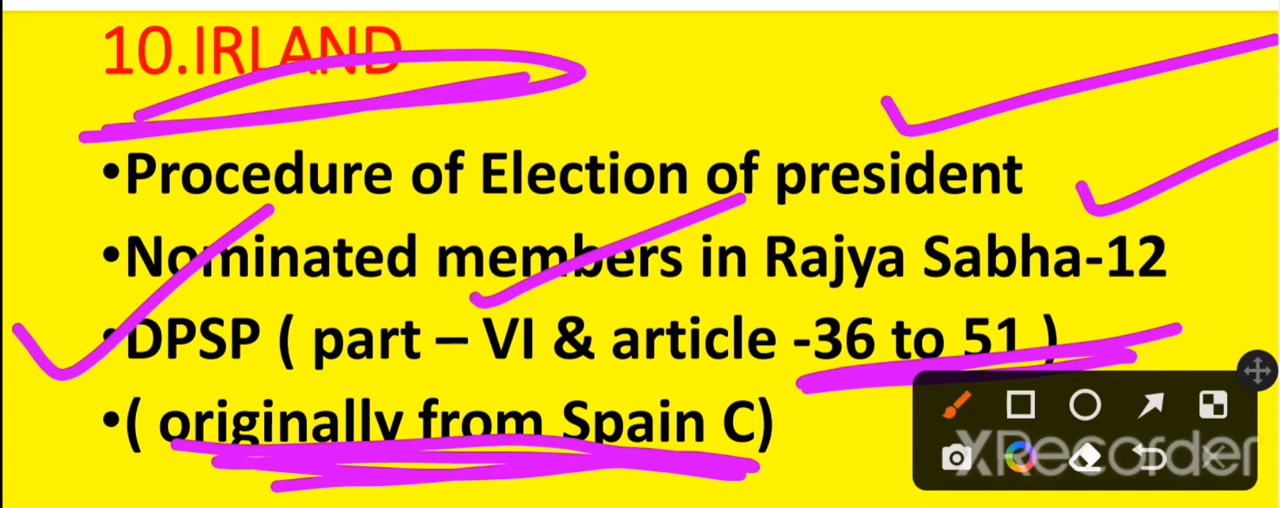 10.IRLAND
•Procedure of Election of president
•Nominated members in Rajya Sabha-12
•DPSP ( part – VI & article -36 to 51 )
•( originally from Spain C)
XRecorder